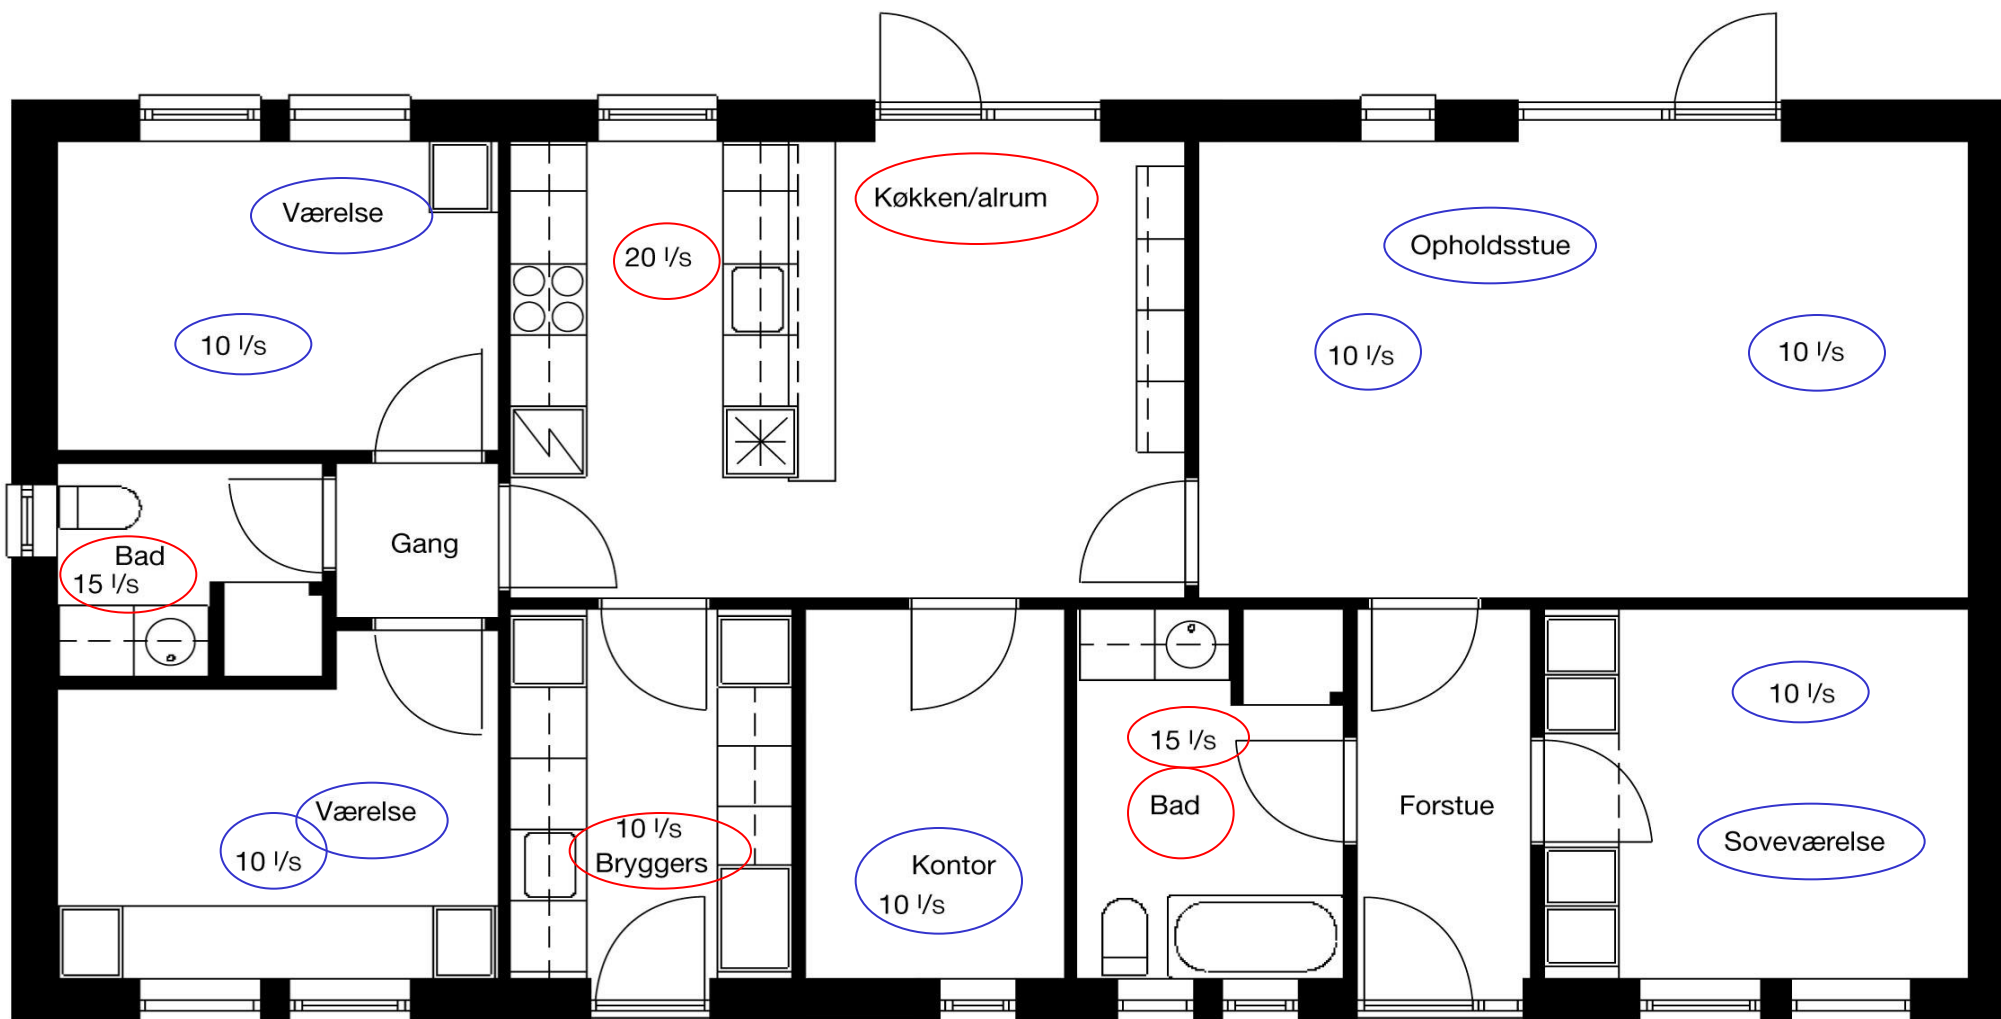 Værelse
10 l/s
20 l/s
Køkken/alrum
Opholdsstue
10 l/s
10 l/s
Bad
15 l/s
Gang
Værelse
10 l/s
10 l/s
Bryggers
Kontor
10 l/s
15 l/s
Bad
Forstue
10 l/s
Soveværelse